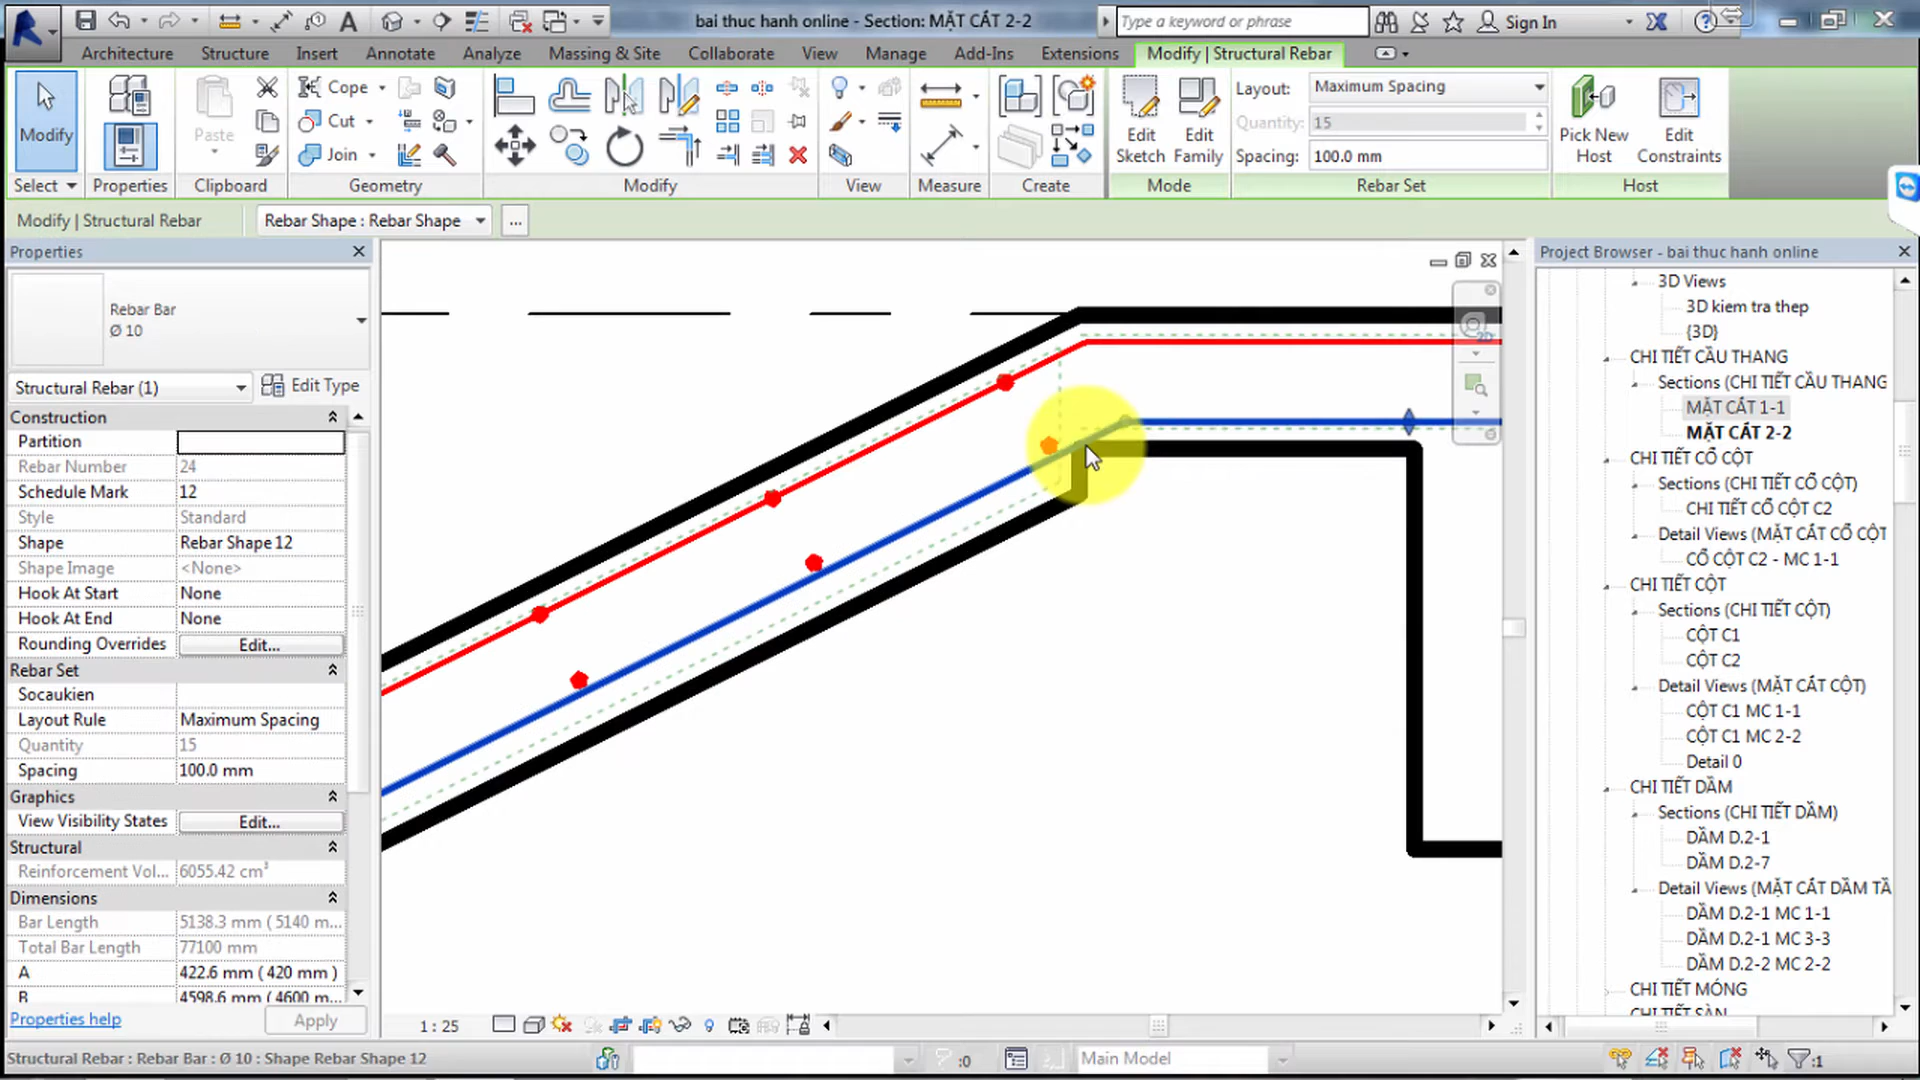 bai thuc hanh online - Section: MẶT CẮT 2-2
Type a keyword or phrase
Sign In
Architecture
Structure
Insert
Annotate
Analyze
Massing & Site
Collaborate
View
Manage
Add-Ins
Extensions
Modify | Structural Rebar
Modify
Paste
Cope
Cut
Join
Edit Sketch
Edit Family
Layout: Maximum Spacing
Quantity: 15
Spacing: 100.0 mm
Pick New Host
Edit Constraints
Select
Properties
Clipboard
Geometry
Modify
View
Measure
Create
Mode
Rebar Set
Host
Modify | Structural Rebar
Rebar Shape : Rebar Shape
...
Properties
Rebar Bar
Ø 10
Structural Rebar (1)
Edit Type
Construction
Partition
Rebar Number 24
Schedule Mark 12
Style Standard
Shape Rebar Shape 12
Shape Image <None>
Hook At Start None
Hook At End None
Rounding Overrides Edit...
Rebar Set
Socaukien
Layout Rule Maximum Spacing
Quantity 15
Spacing 100.0 mm
Graphics
View Visibility States Edit...
Structural
Reinforcement Vol... 6055.42 cm³
Dimensions
Bar Length 5138.3 mm ( 5140 m...
Total Bar Length 77100 mm
A 422.6 mm ( 420 mm )
B 4598.6 mm ( 4600 m...
Properties help
Apply
2D
1 : 25
Project Browser - bai thuc hanh online
3D Views
3D kiem tra thep
{3D}
CHI TIẾT CẦU THANG
Sections (CHI TIẾT CẦU THANG
MẶT CẮT 1-1
MẶT CẮT 2-2
CHI TIẾT CỔ CỘT
Sections (CHI TIẾT CỔ CỘT)
CHI TIẾT CỔ CỘT C2
Detail Views (MẶT CẮT CỔ CỘT
CỔ CỘT C2 - MC 1-1
CHI TIẾT CỘT
Sections (CHI TIẾT CỘT)
CỘT C1
CỘT C2
Detail Views (MẶT CẮT CỘT)
CỘT C1 MC 1-1
CỘT C1 MC 2-2
Detail 0
CHI TIẾT DẦM
Sections (CHI TIẾT DẦM)
DẦM D.2-1
DẦM D.2-7
Detail Views (MẶT CẮT DẦM TẦ
DẦM D.2-1 MC 1-1
DẦM D.2-1 MC 3-3
DẦM D.2-2 MC 2-2
CHI TIẾT MÓNG
CHI TIẾT SÀN
Structural Rebar : Rebar Bar : Ø 10 : Shape Rebar Shape 12
:0
Main Model
:1